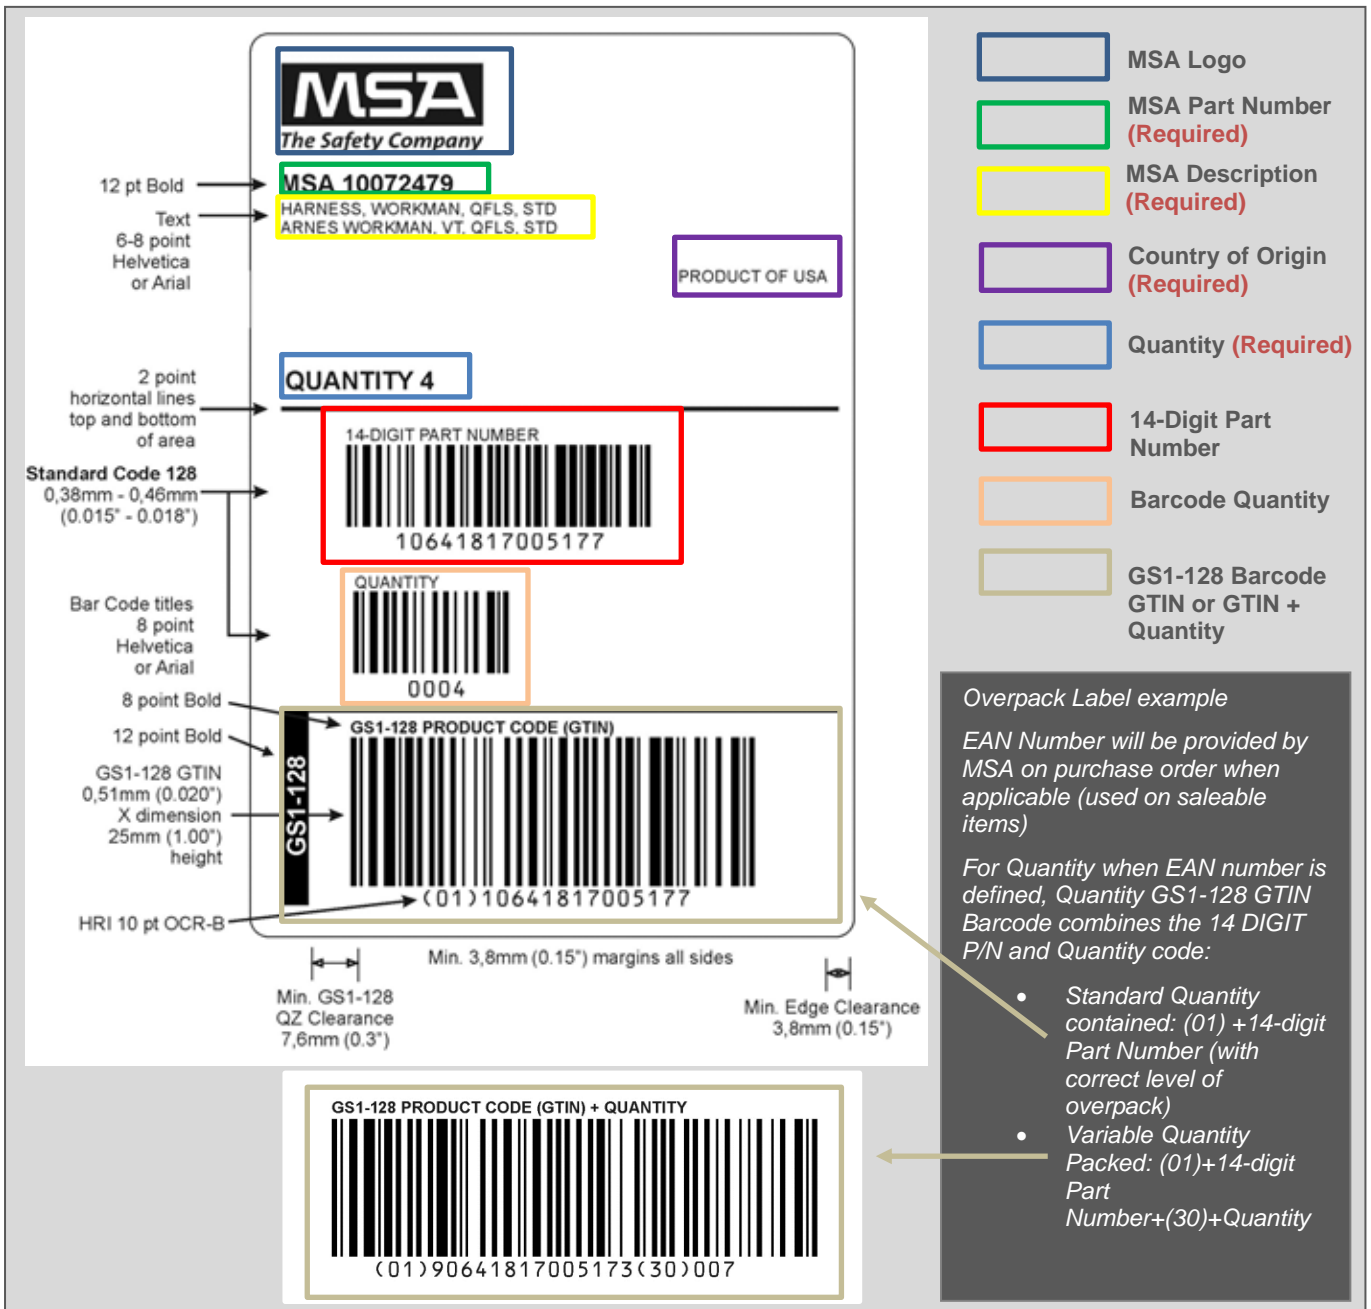 MSA
The Safety Company
12 pt Bold
MSA 10072479
Text
6-8 point
Helvetica
or Arial
HARNESS, WORKMAN, QFLS, STD
ARNES WORKMAN, VT, QFLS, STD
PRODUCT OF USA
2 point
horizontal lines
top and bottom
of area
QUANTITY 4
Standard Code 128
0,38mm - 0,46mm
(0.015" - 0.018")
14-DIGIT PART NUMBER
10641817005177
Bar Code titles
8 point
Helvetica
or Arial
QUANTITY
0004
8 point Bold
12 point Bold
GS1-128 GTIN
0,51mm (0.020")
X dimension
25mm (1.00")
height
HRI 10 pt OCR-B
GS1-128
GS1-128 PRODUCT CODE (GTIN)
(01)10641817005177
Min. 3,8mm (0.15") margins all sides
Min. GS1-128
QZ Clearance
7,6mm (0.3")
Min. Edge Clearance
3,8mm (0.15")
GS1-128 PRODUCT CODE (GTIN) + QUANTITY
(01)90641817005173(30)007
MSA Logo
MSA Part Number
(Required)
MSA Description
(Required)
Country of Origin
(Required)
Quantity (Required)
14-Digit Part
Number
Barcode Quantity
GS1-128 Barcode
GTIN or GTIN +
Quantity
Overpack Label example
EAN Number will be provided by
MSA on purchase order when
applicable (used on saleable
items)
For Quantity when EAN number is
defined, Quantity GS1-128 GTIN
Barcode combines the 14 DIGIT
P/N and Quantity code:
• Standard Quantity
contained: (01) +14-digit
Part Number (with
correct level of
overpack)
• Variable Quantity
Packed: (01)+14-digit
Part
Number+(30)+Quantity